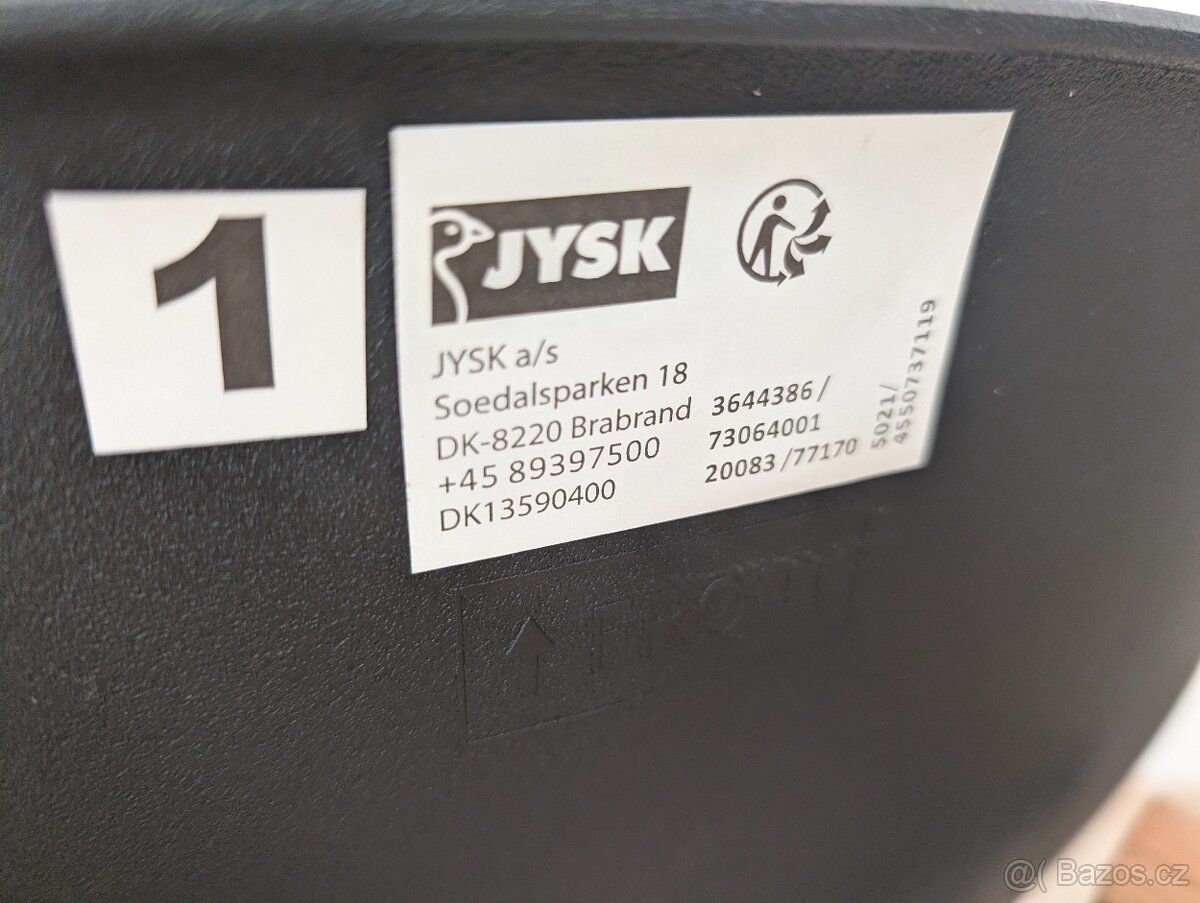 1
JYSK
JYSK a/s
Soedalsparken 18
DK-8220 Brabrand
+45 89397500
DK13590400
3644386 /
73064001
20083 /77170
5021/
4550737119
FRONT
@( Bazos.cz